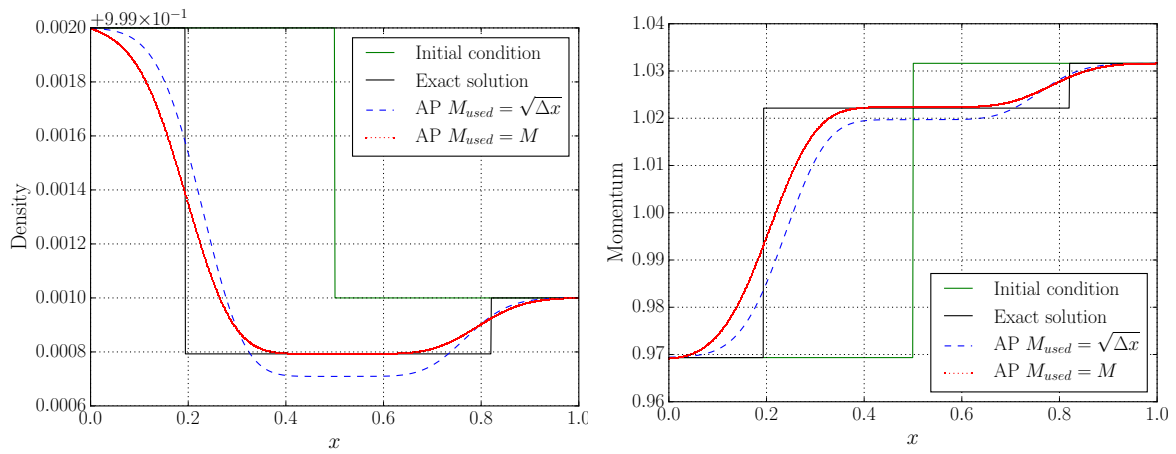 +9.99×10⁻¹
0.0020
0.0018
0.0016
0.0014
0.0012
0.0010
0.0008
0.0006
Density
0.0 0.2 0.4 0.6 0.8 1.0
x
Initial condition
Exact solution
AP M_used = √Δx
AP M_used = M
1.04
1.03
1.02
1.01
1.00
0.99
0.98
0.97
0.96
Momentum
0.0 0.2 0.4 0.6 0.8 1.0
x
Initial condition
Exact solution
AP M_used = √Δx
AP M_used = M